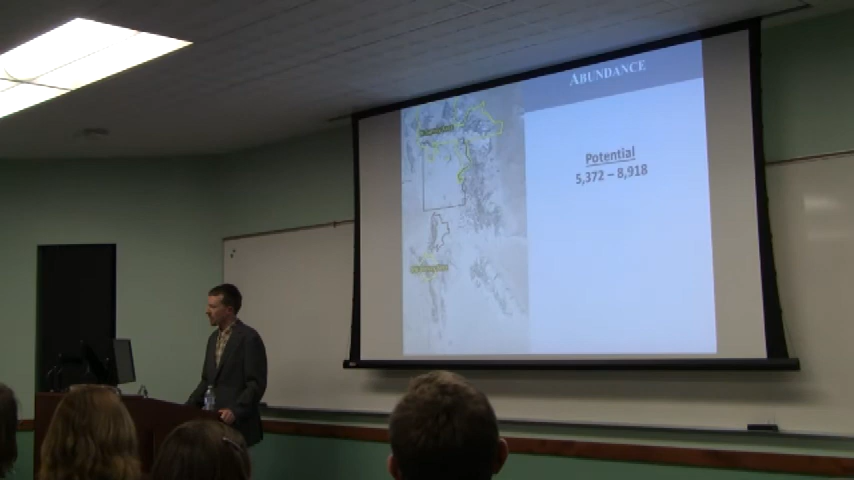 ABUNDANCE
Potential
5,372 – 8,918